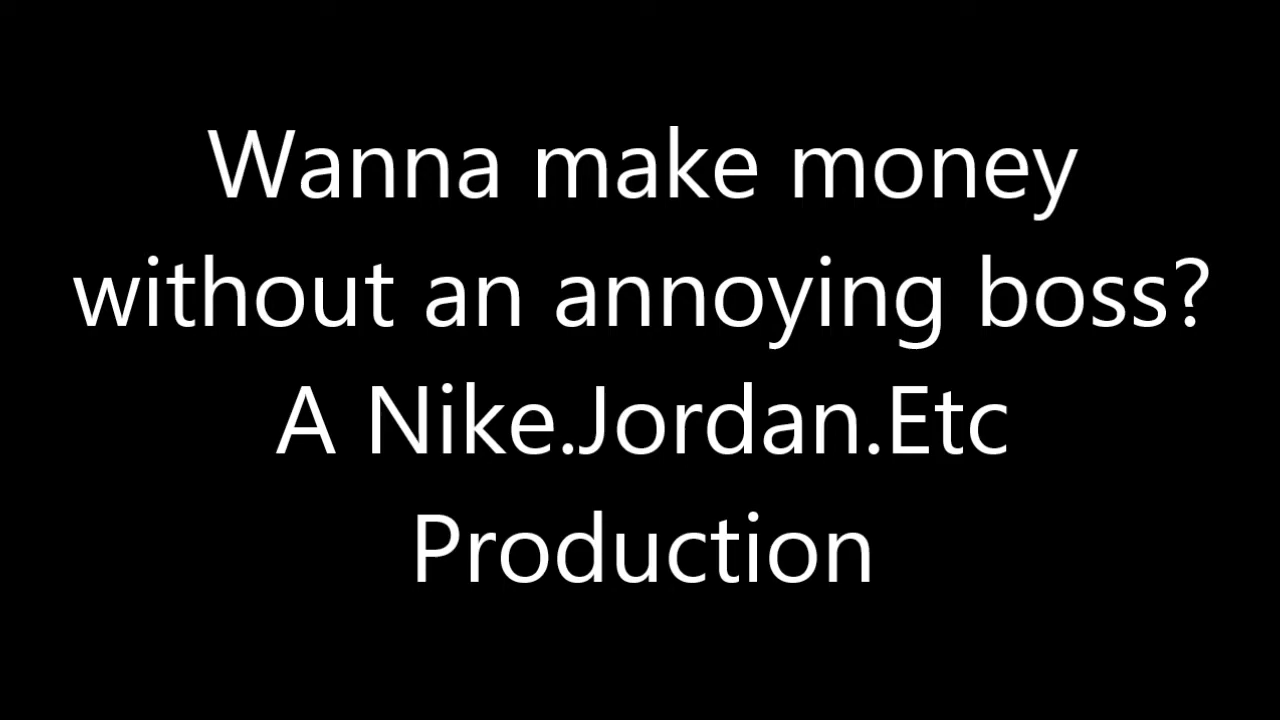 Wanna make money
without an annoying boss?
A Nike.Jordan.Etc
Production